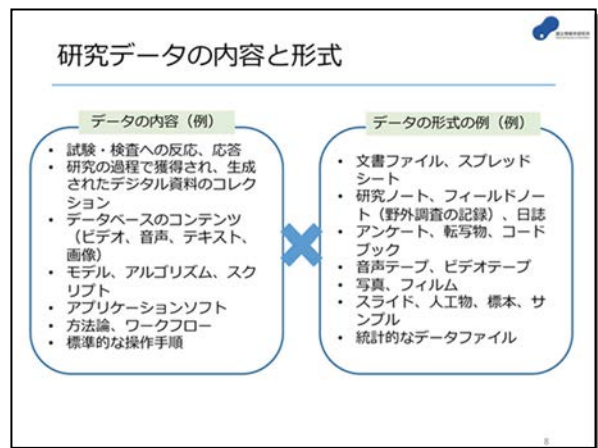 研究データの内容と形式
データの内容（例）
・ 試験・検査への反応、応答
・ 研究の過程で獲得され、生成
されたデジタル資料のコレク
ション
・ データベースのコンテンツ
（ビデオ、音声、テキスト、
画像）
・ モデル、アルゴリズム、スク
リプト
・ アプリケーションソフト
・ 方法論、ワークフロー
・ 標準的な操作手順
データの形式の例（例）
・ 文書ファイル、スプレッド
シート
・ 研究ノート、フィールドノー
ト（野外調査の記録）、日誌
・ アンケート、転写物、コード
ブック
・ 音声テープ、ビデオテープ
・ 写真、フィルム
・ スライド、人工物、標本、サ
ンプル
・ 統計的なデータファイル
8